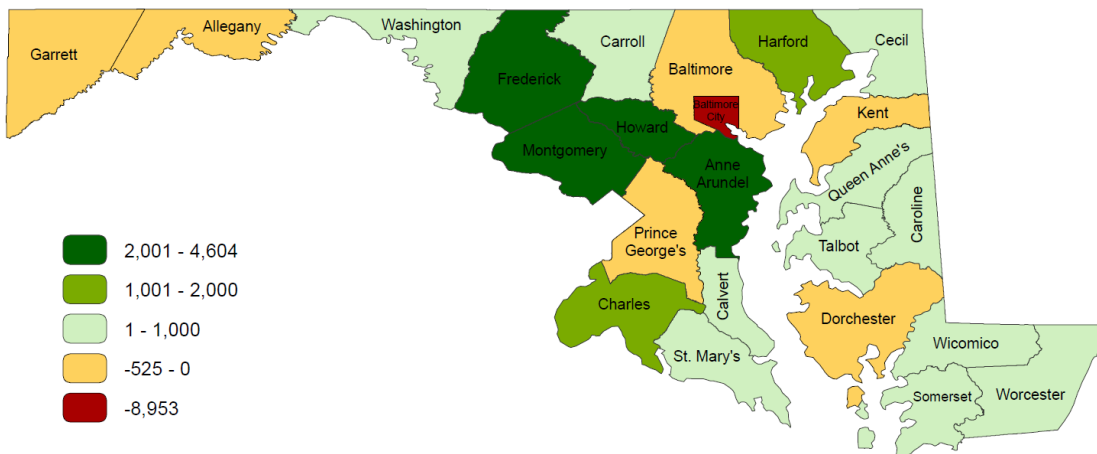 Garrett
Allegany
Washington
Frederick
Carroll
Baltimore
Baltimore
City
Harford
Cecil
Kent
Howard
Montgomery
Anne
Arundel
Queen Anne's
Caroline
Talbot
Prince
George's
Charles
Calvert
St. Mary's
Dorchester
Wicomico
Somerset
Worcester
2,001 - 4,604
1,001 - 2,000
1 - 1,000
-525 - 0
-8,953